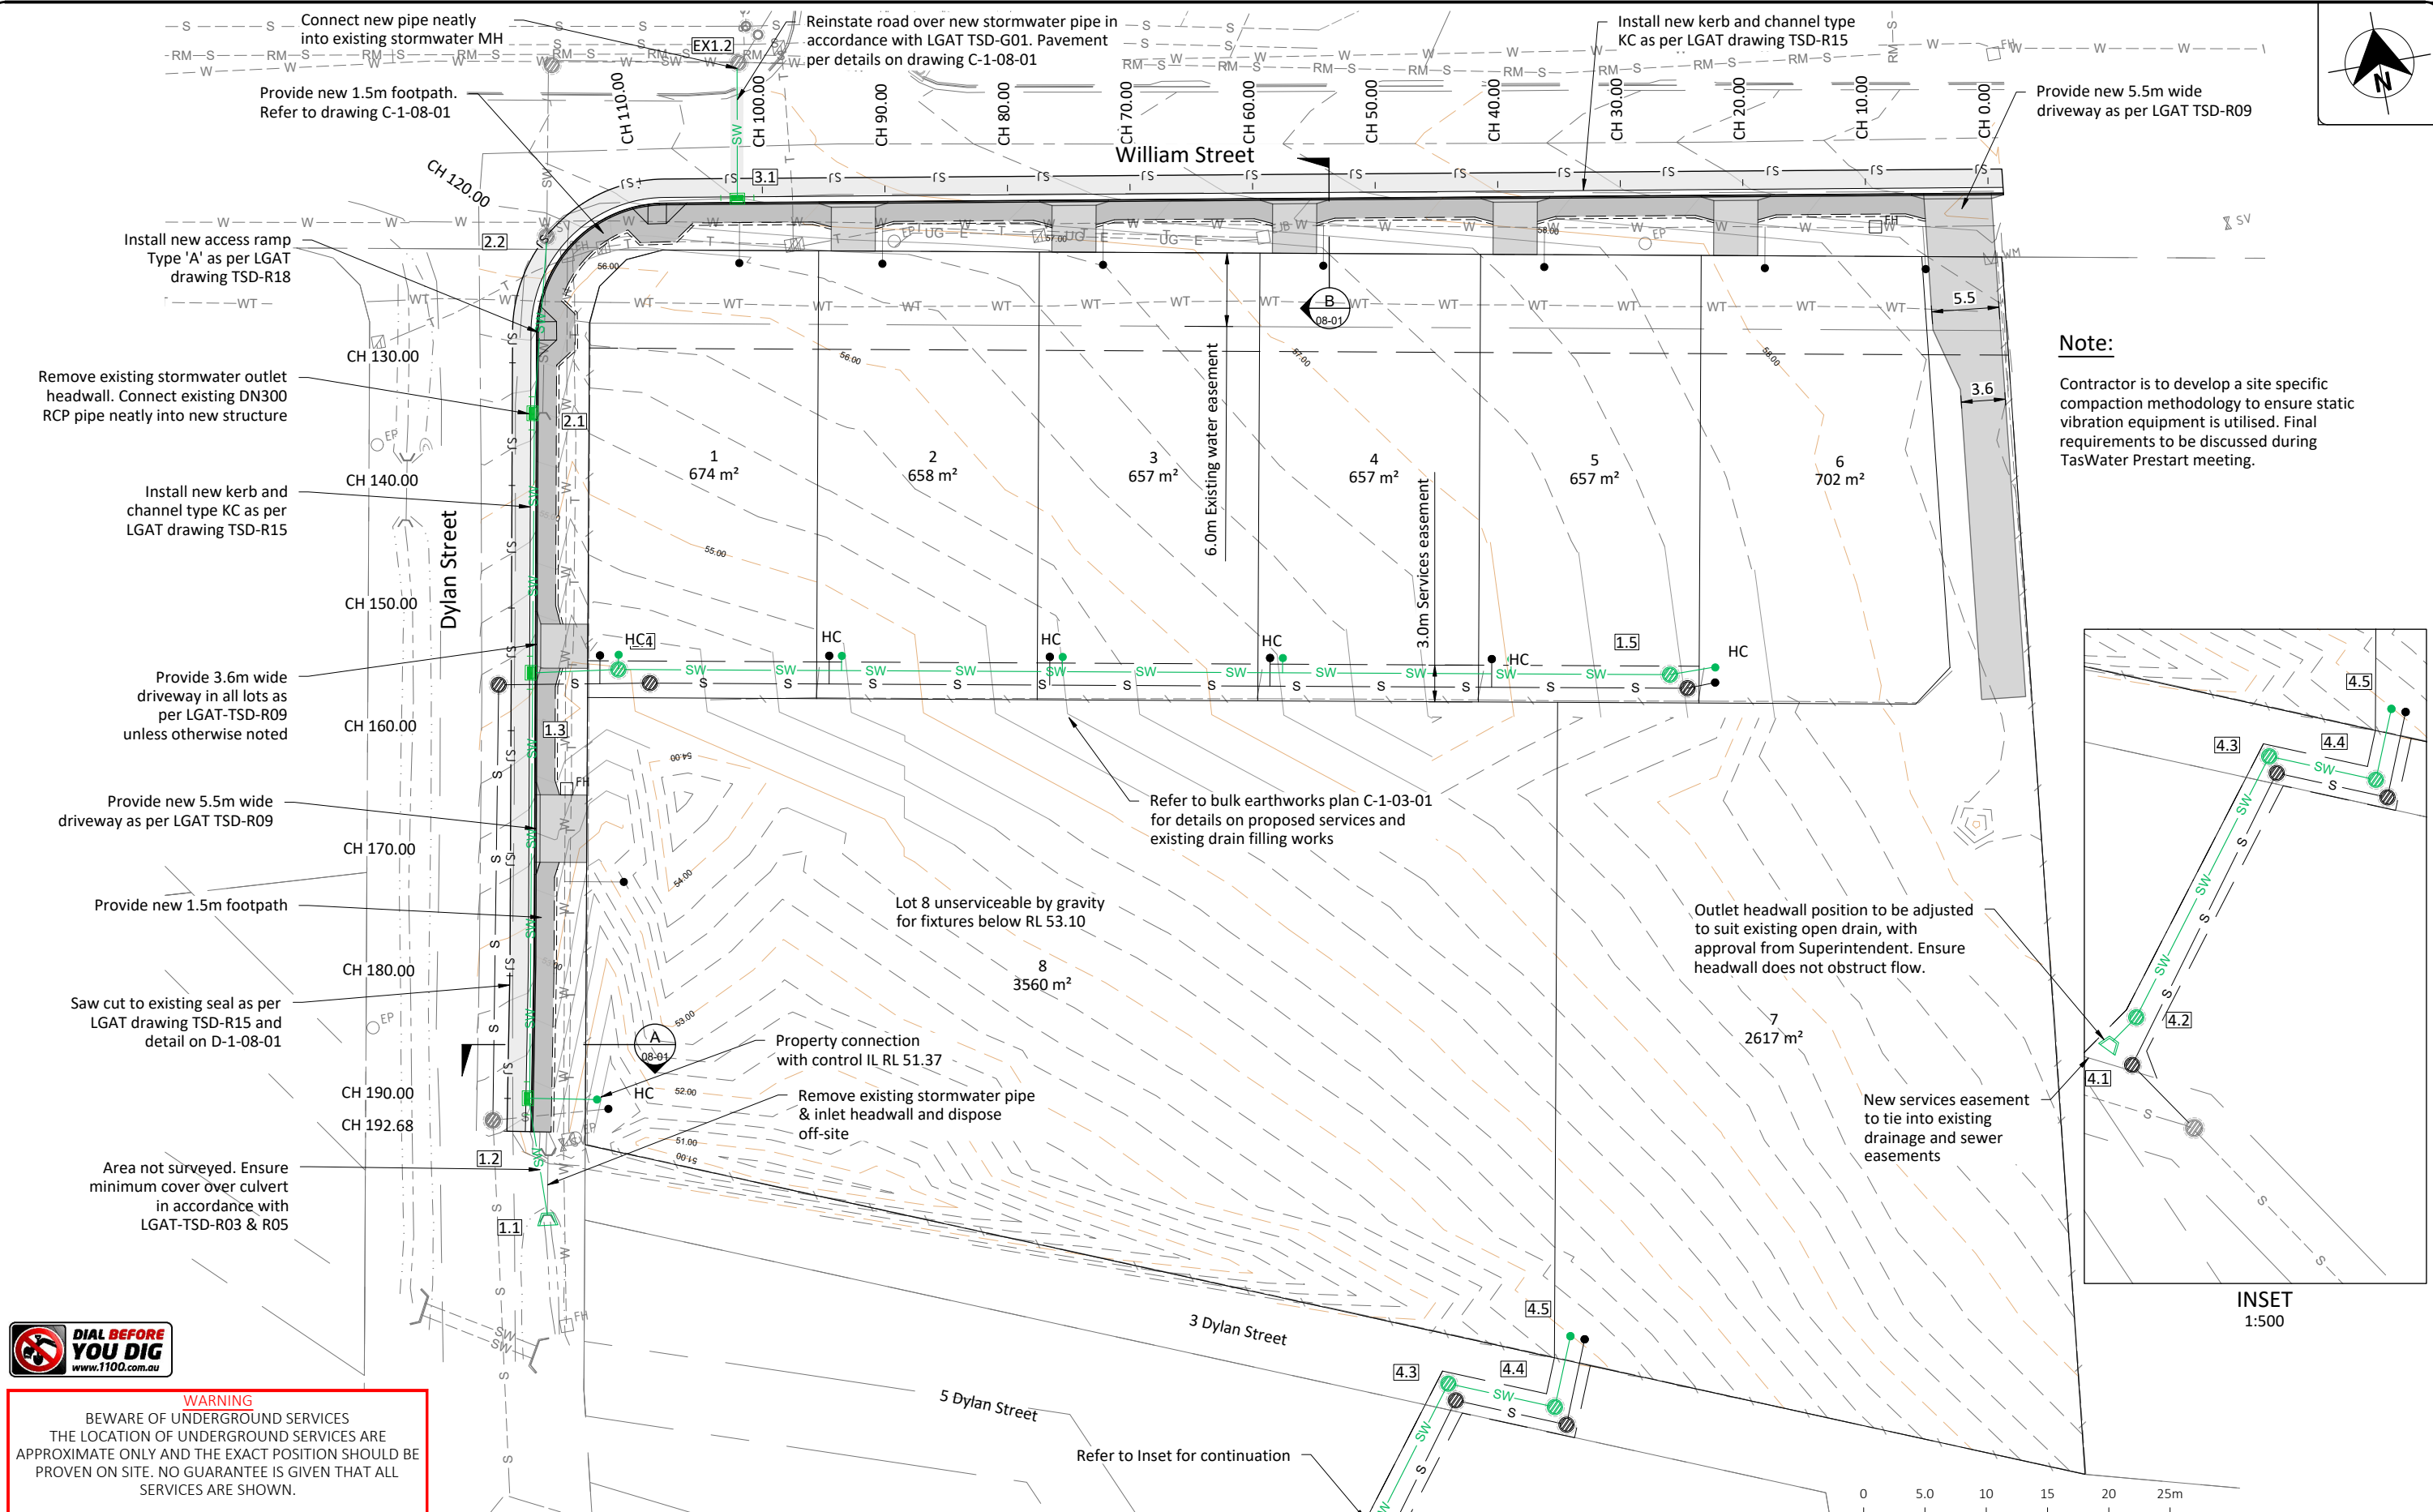 Connect new pipe neatly
into existing stormwater MH
EX1.2
Reinstate road over new stormwater pipe in
accordance with LGAT TSD-G01. Pavement
per details on drawing C-1-08-01
Install new kerb and channel type
KC as per LGAT drawing TSD-R15
N
Provide new 1.5m footpath.
Refer to drawing C-1-08-01
Provide new 5.5m wide
driveway as per LGAT TSD-R09
CH 120.00
CH 110.00
CH 100.00
CH 90.00
CH 80.00
CH 70.00
CH 60.00
CH 50.00
CH 40.00
CH 30.00
CH 20.00
CH 10.00
CH 0.00
William Street
3.1
2.2
Install new access ramp
Type 'A' as per LGAT
drawing TSD-R18
B
08-01
5.5
3.6
CH 130.00
Remove existing stormwater outlet
headwall. Connect existing DN300
RCP pipe neatly into new structure
2.1
6.0m Existing water easement
Note:
Contractor is to develop a site specific
compaction methodology to ensure static
vibration equipment is utilised. Final
requirements to be discussed during
TasWater Prestart meeting.
1
674 m²
2
658 m²
3
657 m²
4
657 m²
5
657 m²
6
702 m²
56.00
57.00
58.00
55.00
CH 140.00
Install new kerb and
channel type KC as per
LGAT drawing TSD-R15
Dylan Street
3.0m Services easement
CH 150.00
HC
HC
HC
HC
HC
1.5
HC
Provide 3.6m wide
driveway in all lots as
per LGAT-TSD-R09
unless otherwise noted
CH 160.00
1.3
54.00
FH
Provide new 5.5m wide
driveway as per LGAT TSD-R09
Refer to bulk earthworks plan C-1-03-01
for details on proposed services and
existing drain filling works
CH 170.00
54.00
Provide new 1.5m footpath
Lot 8 unserviceable by gravity
for fixtures below RL 53.10
8
3560 m²
Outlet headwall position to be adjusted
to suit existing open drain, with
approval from Superintendent. Ensure
headwall does not obstruct flow.
7
2617 m²
CH 180.00
Saw cut to existing seal as per
LGAT drawing TSD-R15 and
detail on D-1-08-01
EP
53.00
A
08-01
Property connection
with control IL RL 51.37
CH 190.00
HC
52.00
Remove existing stormwater pipe
& inlet headwall and dispose
off-site
CH 192.68
51.00
51.00
1.2
Area not surveyed. Ensure
minimum cover over culvert
in accordance with
LGAT-TSD-R03 & R05
1.1
New services easement
to tie into existing
drainage and sewer
easements
4.5
4.4
4.3
4.2
4.1
INSET
1:500
3 Dylan Street
5 Dylan Street
4.5
4.4
4.3
Refer to Inset for continuation
DIAL BEFORE
YOU DIG
www.1100.com.au
WARNING
BEWARE OF UNDERGROUND SERVICES
THE LOCATION OF UNDERGROUND SERVICES ARE
APPROXIMATE ONLY AND THE EXACT POSITION SHOULD BE
PROVEN ON SITE. NO GUARANTEE IS GIVEN THAT ALL
SERVICES ARE SHOWN.
0 5.0 10 15 20 25m